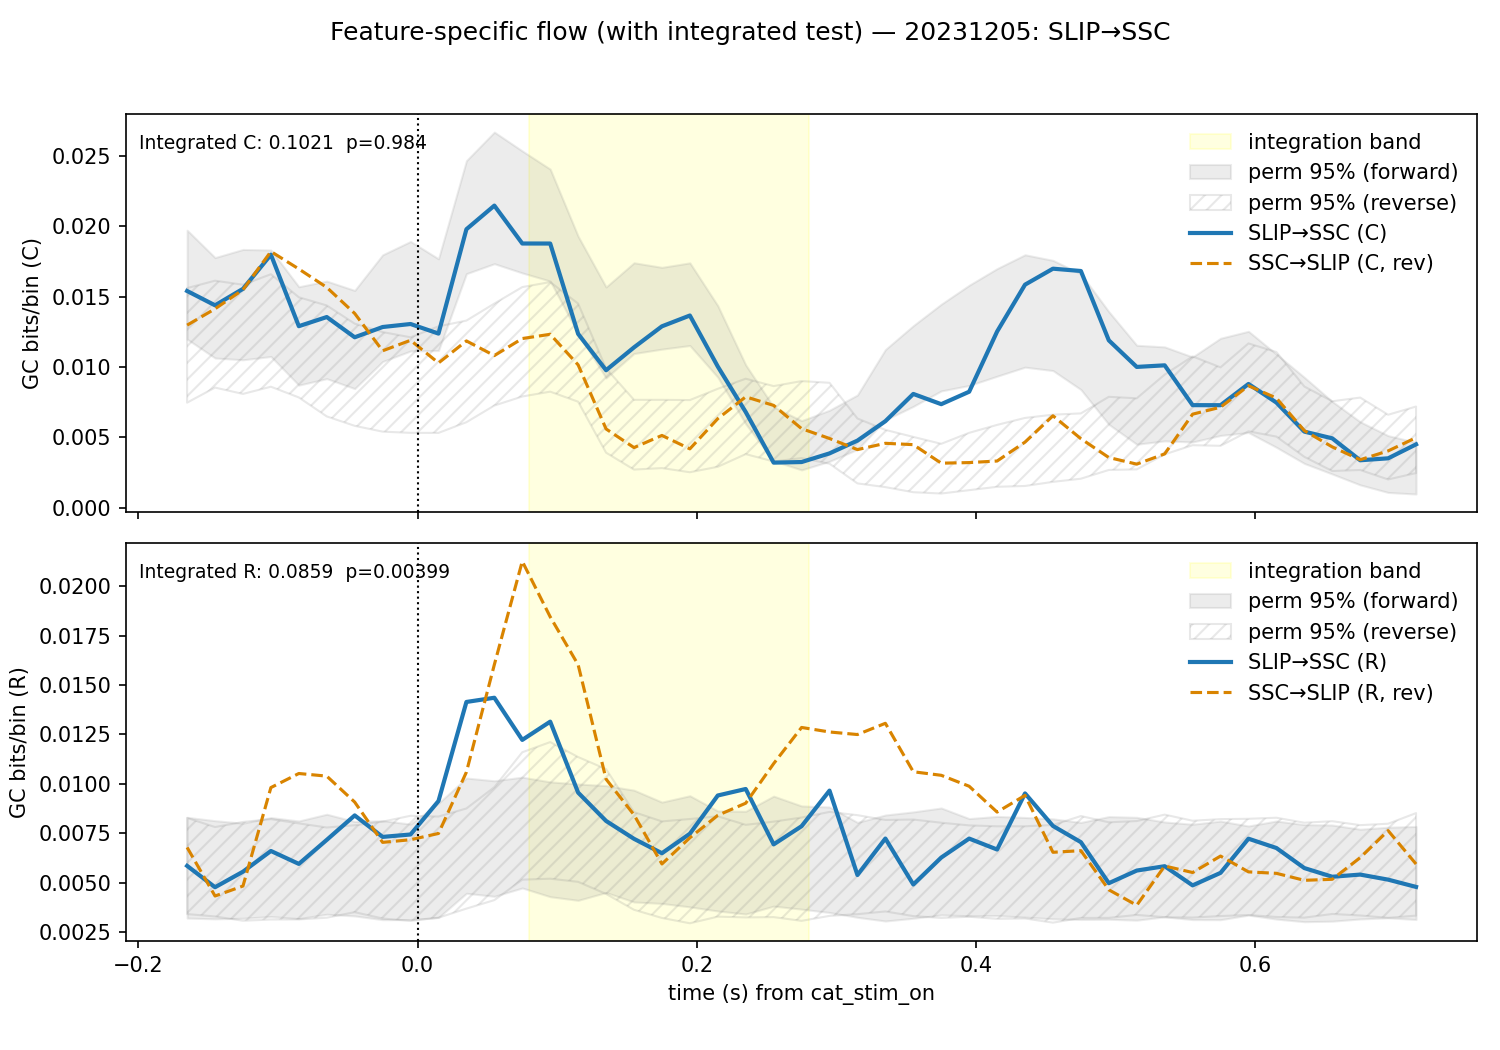 Feature-specific flow (with integrated test) — 20231205: SLIP→SSC
Integrated C: 0.1021  p=0.984
integration band
perm 95% (forward)
perm 95% (reverse)
SLIP→SSC (C)
SSC→SLIP (C, rev)
GC bits/bin (C)
0.025
0.020
0.015
0.010
0.005
0.000
Integrated R: 0.0859  p=0.00399
integration band
perm 95% (forward)
perm 95% (reverse)
SLIP→SSC (R)
SSC→SLIP (R, rev)
GC bits/bin (R)
0.0200
0.0175
0.0150
0.0125
0.0100
0.0075
0.0050
0.0025
−0.2 0.0 0.2 0.4 0.6
time (s) from cat_stim_on